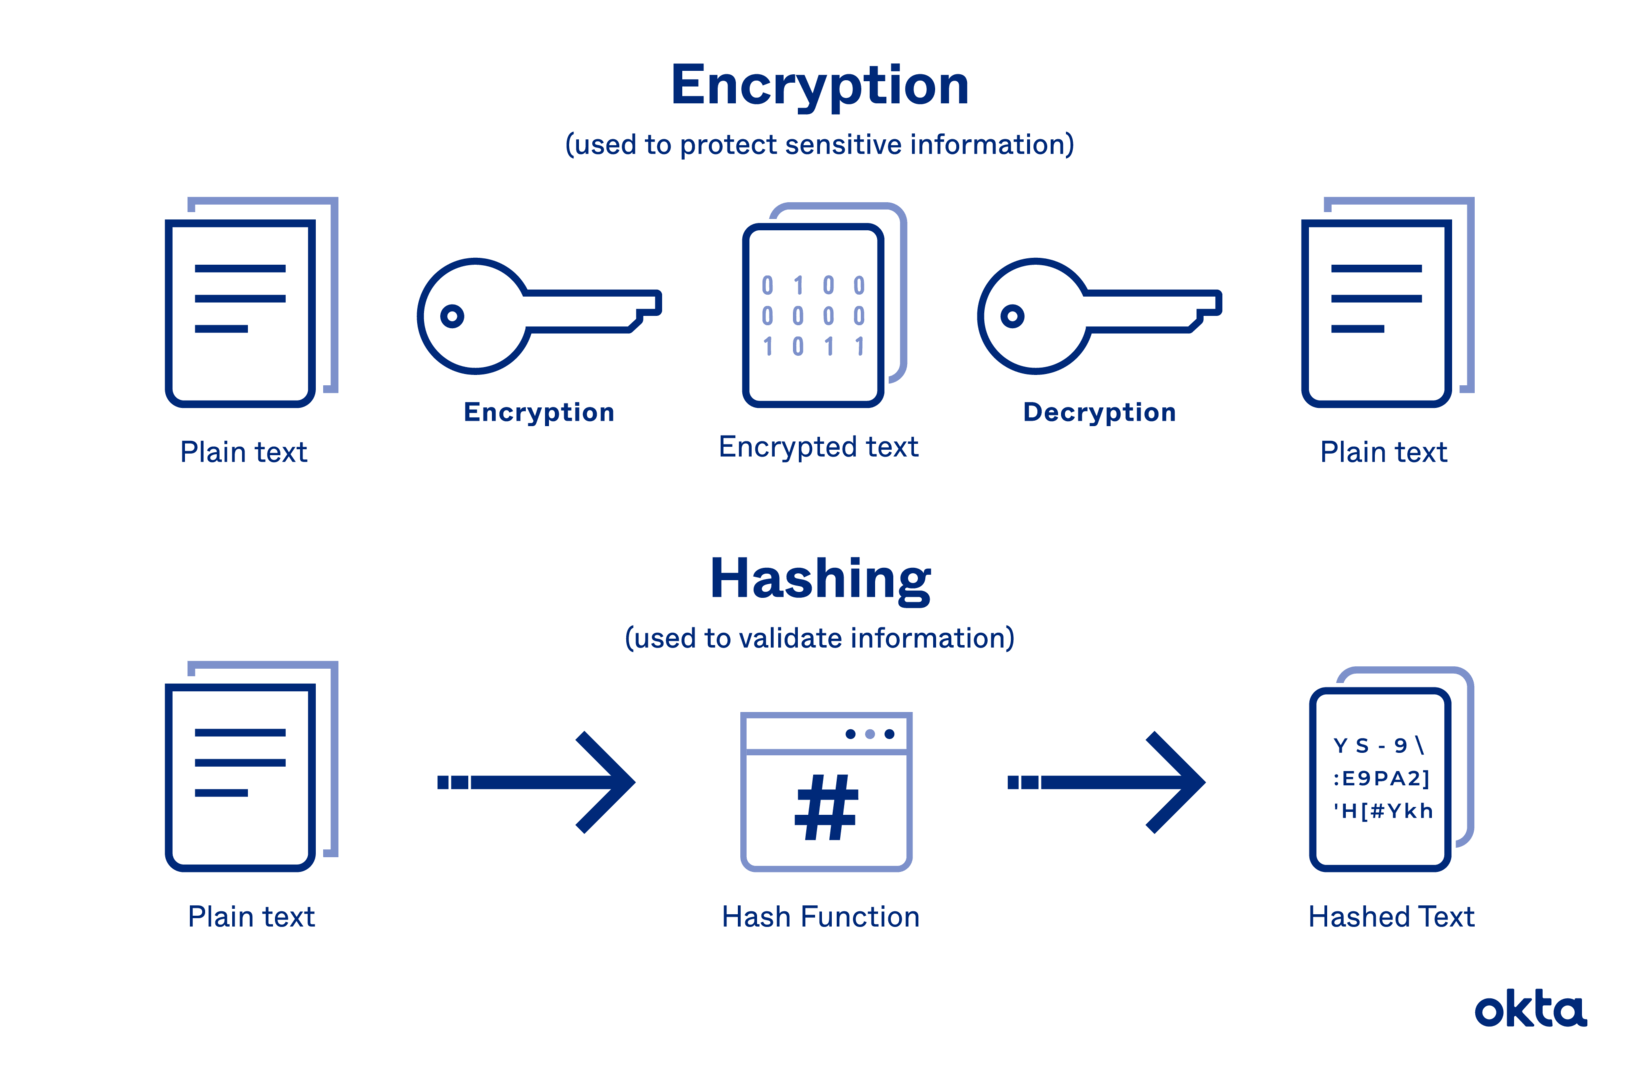 Encryption
(used to protect sensitive information)
0 1 0 0
0 0 0 0
1 0 1 1
Encryption
Decryption
Plain text
Encrypted text
Plain text
Hashing
(used to validate information)
#
Y S - 9 \
:E9PA2]
'H[#Ykh
Plain text
Hash Function
Hashed Text
okta